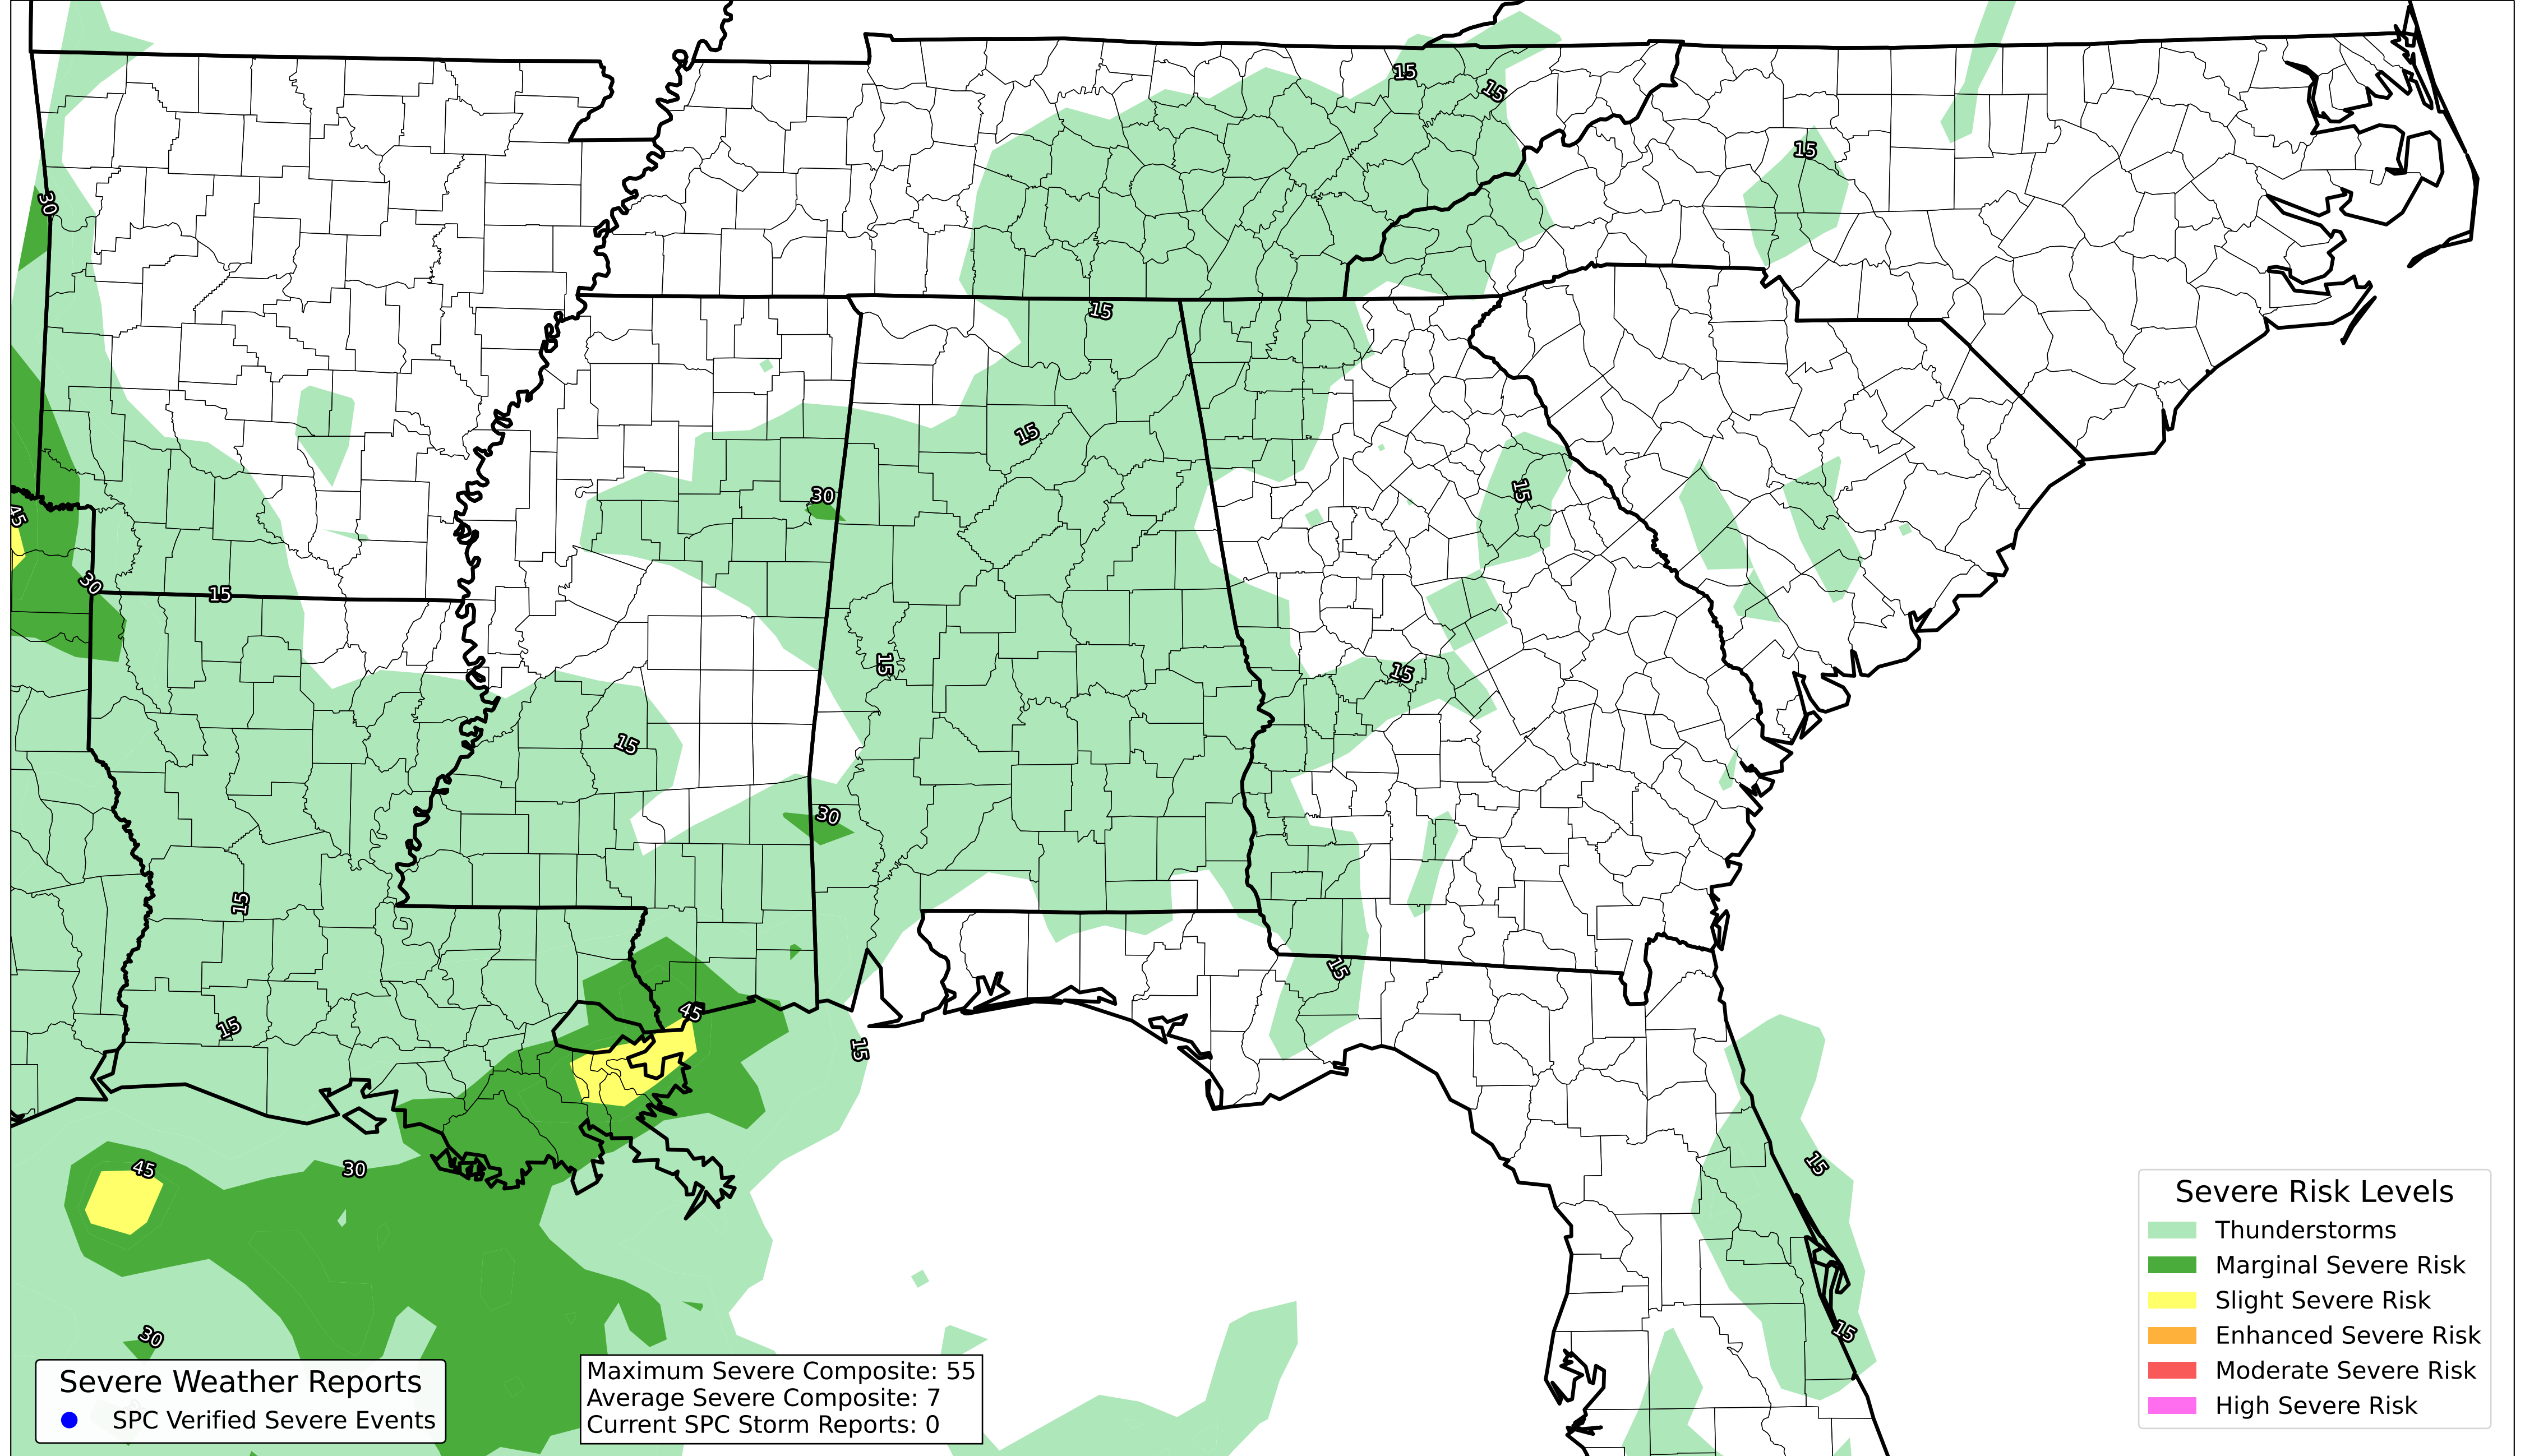 15
15
15
30
15
15
30
15
45
30
15
15
15
15
30
15
15
15
45
15
15
45
30
30
15
Severe Risk Levels
Thunderstorms
Marginal Severe Risk
Slight Severe Risk
Enhanced Severe Risk
Moderate Severe Risk
High Severe Risk
Severe Weather Reports
SPC Verified Severe Events
Maximum Severe Composite: 55
Average Severe Composite: 7
Current SPC Storm Reports: 0